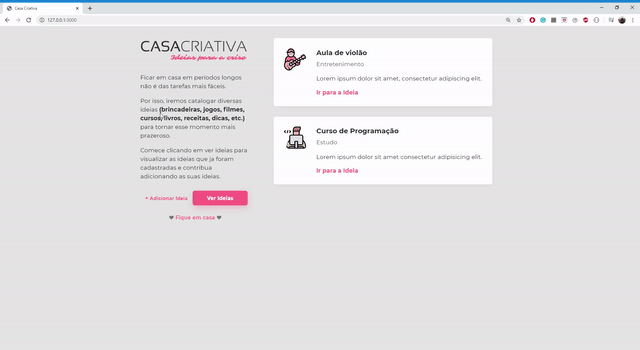 Casa Criativa
127.0.0.1:3000
CASACRIATIVA
Ideias para a crise
Ficar em casa em períodos longos
não é das tarefas mais fáceis.
Por isso, iremos catalogar diversas
ideias (brincadeiras, jogos, filmes,
cursos/livros, receitas, dicas, etc.)
para tornar esse momento mais
prazeroso.
Comece clicando em ver ideias para
visualizar as ideias que ja foram
cadastradas e contribua
adicionando as suas ideias.
+ Adicionar Ideia
Ver Ideias
Fique em casa
Aula de violão
Entretenimento
Lorem ipsum dolor sit amet, consectetur adipiscing elit.
Ir para a Ideia
Curso de Programação
Estudo
Lorem ipsum dolor sit amet consectetur adipisicing elit.
Ir para a Ideia